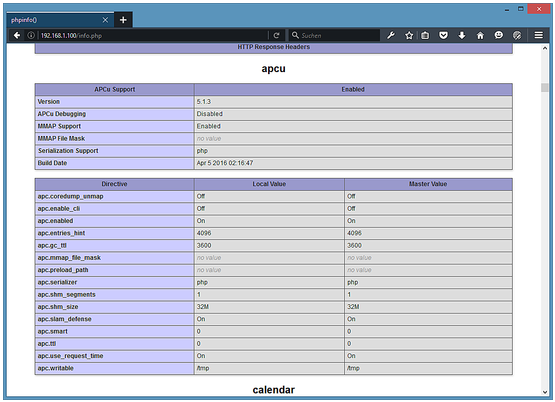 phpinfo()
192.168.1.100/info.php
Suchen
HTTP Response Headers
apcu
APCu Support Enabled
Version 5.1.3
APCu Debugging Disabled
MMAP Support Enabled
MMAP File Mask no value
Serialization Support php
Build Date Apr 5 2016 02:16:47
Directive Local Value Master Value
apc.coredump_unmap Off Off
apc.enable_cli Off Off
apc.enabled On On
apc.entries_hint 4096 4096
apc.gc_ttl 3600 3600
apc.mmap_file_mask no value no value
apc.preload_path no value no value
apc.serializer php php
apc.shm_segments 1 1
apc.shm_size 32M 32M
apc.slam_defense On On
apc.smart 0 0
apc.ttl 0 0
apc.use_request_time On On
apc.writable /tmp /tmp
calendar